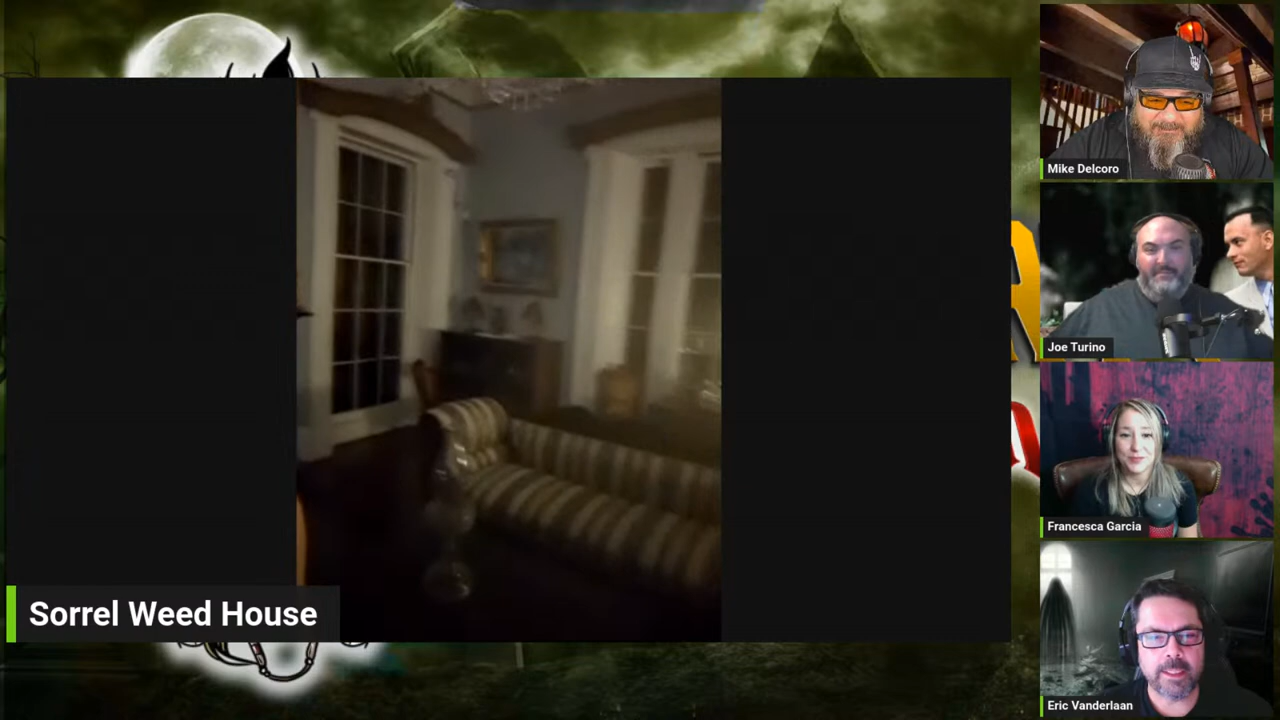 Sorrel Weed House
Mike Delcoro
Joe Turino
Francesca Garcia
Eric Vanderlaan